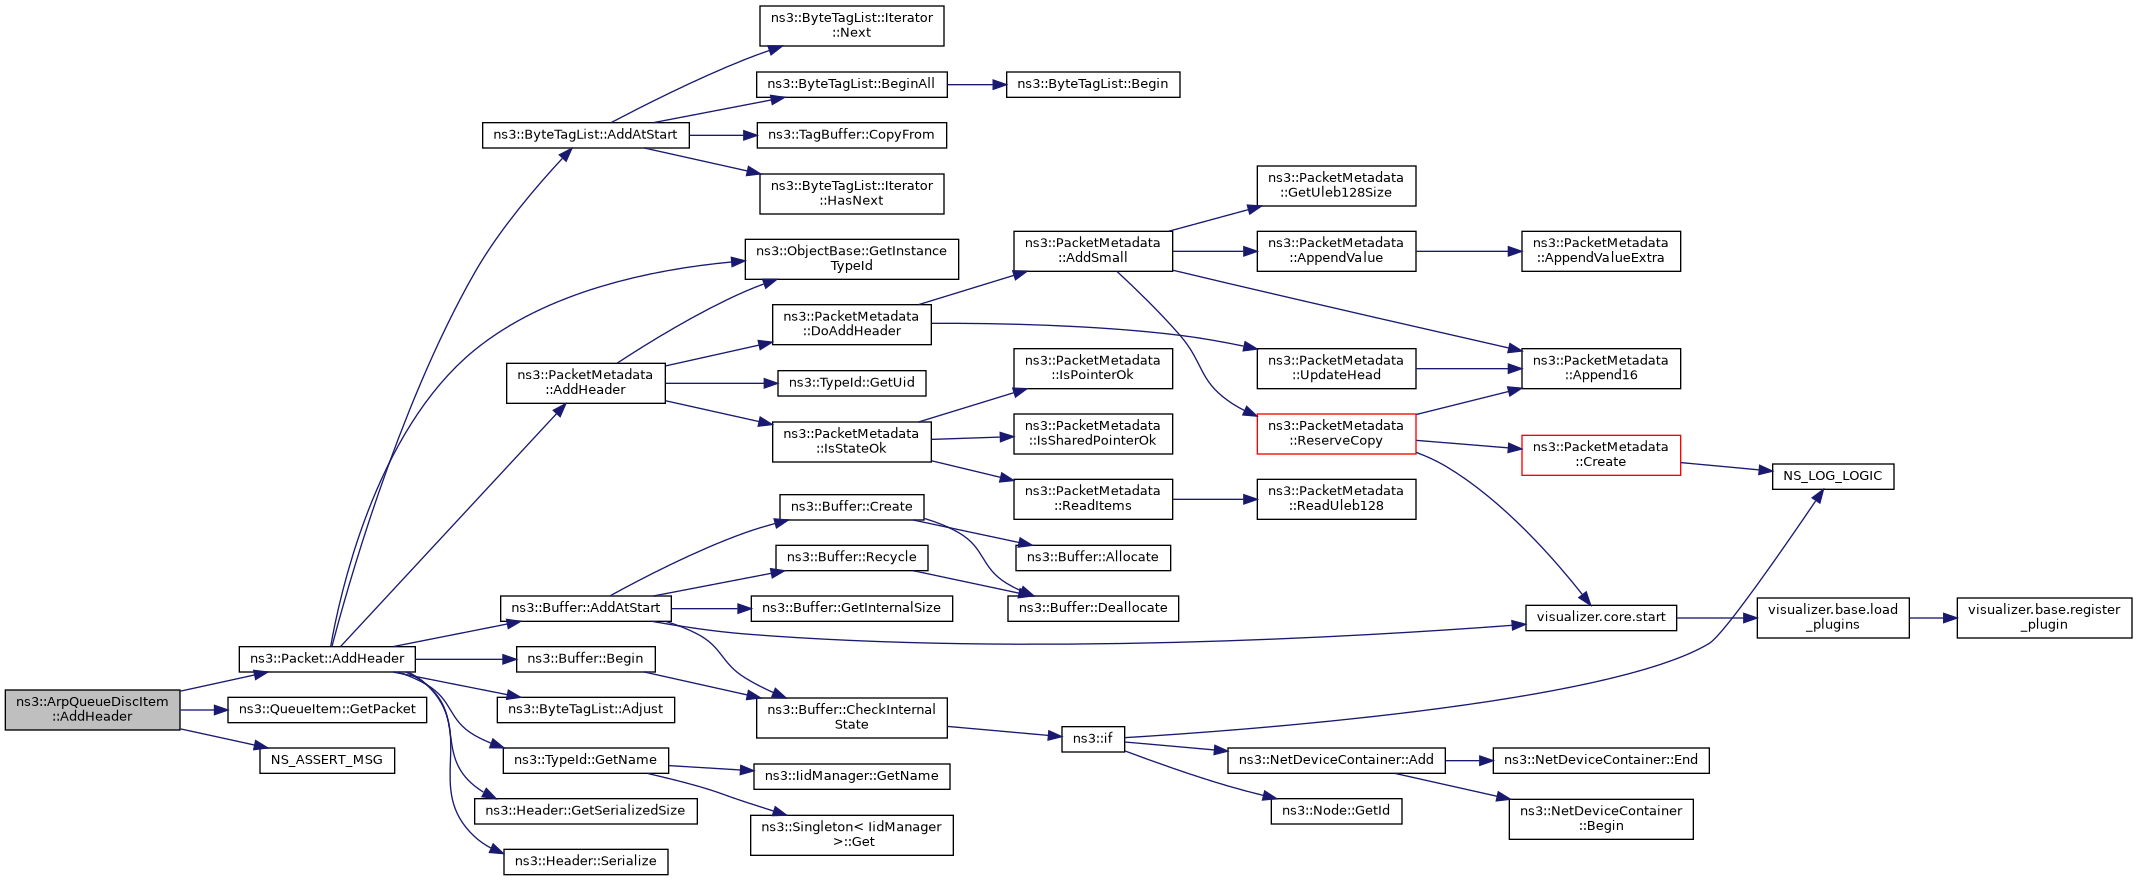 ns3::ByteTagList::Iterator
::Next
ns3::ByteTagList::BeginAll
ns3::ByteTagList::Begin
ns3::ByteTagList::AddAtStart
ns3::TagBuffer::CopyFrom
ns3::ByteTagList::Iterator
::HasNext
ns3::PacketMetadata
::GetUleb128Size
ns3::ObjectBase::GetInstance
TypeId
ns3::PacketMetadata
::AddSmall
ns3::PacketMetadata
::AppendValue
ns3::PacketMetadata
::AppendValueExtra
ns3::PacketMetadata
::DoAddHeader
ns3::PacketMetadata
::AddHeader
ns3::TypeId::GetUid
ns3::PacketMetadata
::IsPointerOk
ns3::PacketMetadata
::UpdateHead
ns3::PacketMetadata
::Append16
ns3::PacketMetadata
::IsStateOk
ns3::PacketMetadata
::IsSharedPointerOk
ns3::PacketMetadata
::ReserveCopy
ns3::PacketMetadata
::Create
NS_LOG_LOGIC
ns3::PacketMetadata
::ReadItems
ns3::PacketMetadata
::ReadUleb128
ns3::Buffer::Create
ns3::Buffer::Recycle
ns3::Buffer::Allocate
ns3::Buffer::AddAtStart
ns3::Buffer::GetInternalSize
ns3::Buffer::Deallocate
visualizer.core.start
visualizer.base.load
_plugins
visualizer.base.register
_plugin
ns3::Packet::AddHeader
ns3::Buffer::Begin
ns3::ArpQueueDiscItem
::AddHeader
ns3::QueueItem::GetPacket
ns3::ByteTagList::Adjust
ns3::Buffer::CheckInternal
State
ns3::if
NS_ASSERT_MSG
ns3::TypeId::GetName
ns3::IidManager::GetName
ns3::NetDeviceContainer::Add
ns3::NetDeviceContainer::End
ns3::Header::GetSerializedSize
ns3::Singleton< IidManager
>::Get
ns3::Node::GetId
ns3::NetDeviceContainer
::Begin
ns3::Header::Serialize